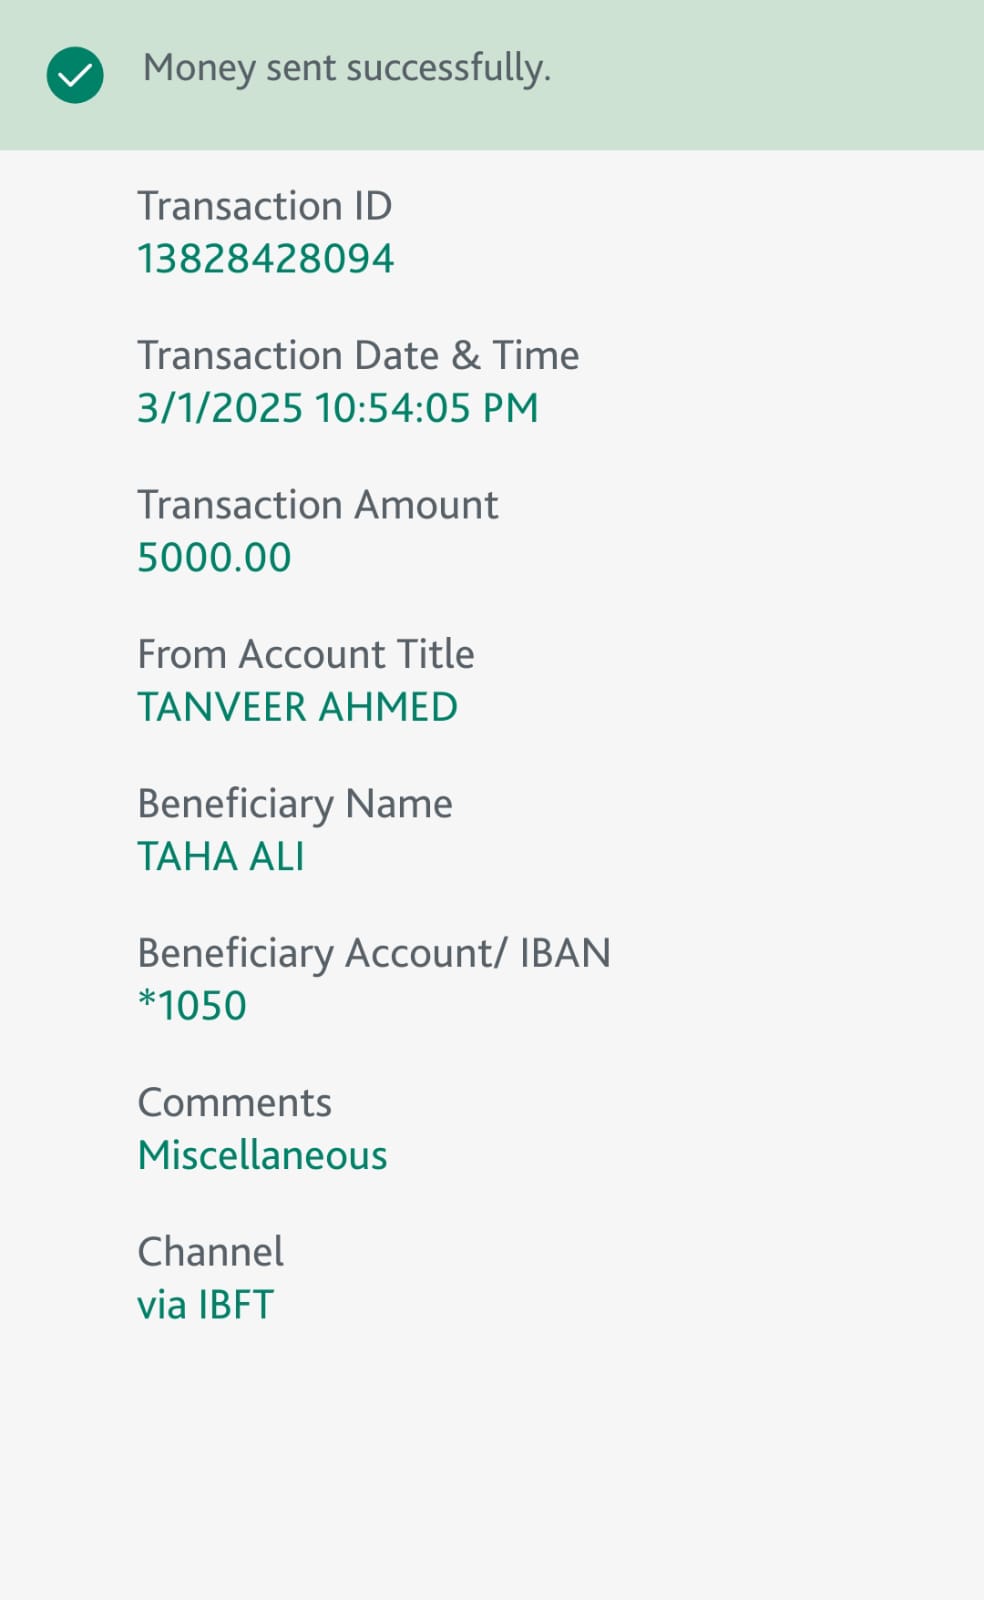 Money sent successfully.
Transaction ID
13828428094
Transaction Date & Time
3/1/2025 10:54:05 PM
Transaction Amount
5000.00
From Account Title
TANVEER AHMED
Beneficiary Name
TAHA ALI
Beneficiary Account/ IBAN
*1050
Comments
Miscellaneous
Channel
via IBFT